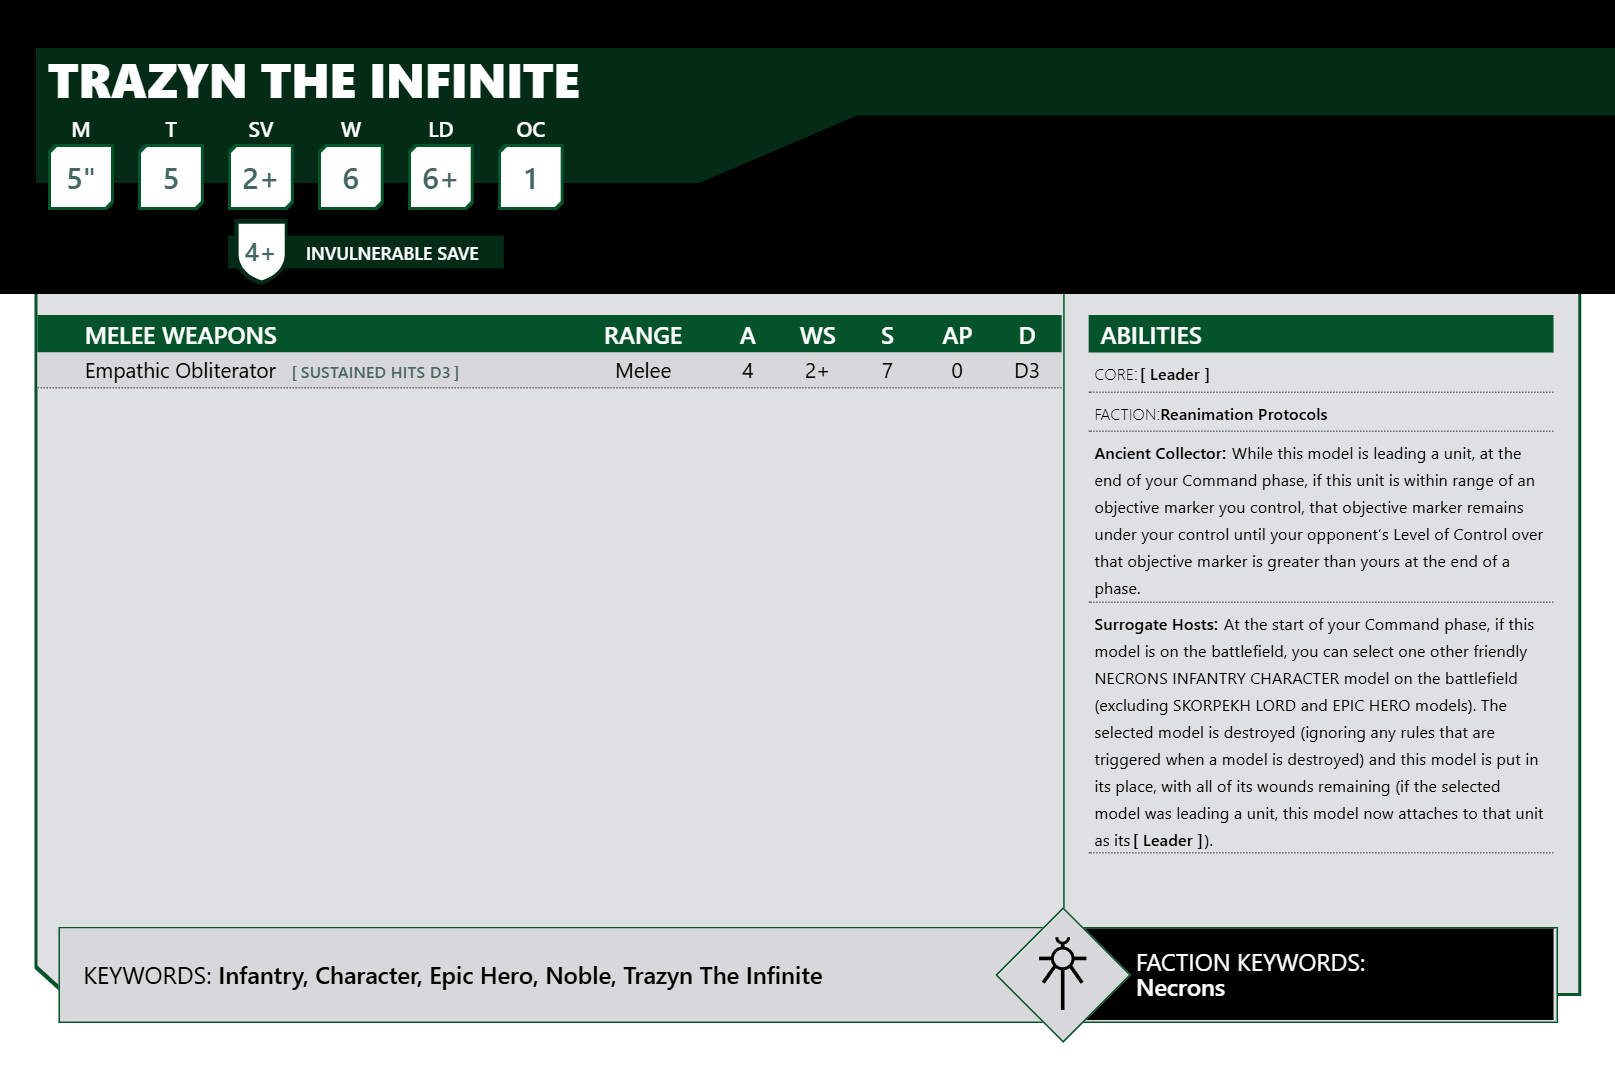 TRAZYN THE INFINITE
M T SV W LD OC
5" 5 2+ 6 6+ 1
4+ INVULNERABLE SAVE
MELEE WEAPONS RANGE A WS S AP D
Empathic Obliterator [ SUSTAINED HITS D3 ] Melee 4 2+ 7 0 D3
ABILITIES
CORE: [ Leader ]
FACTION:Reanimation Protocols
Ancient Collector: While this model is leading a unit, at the
end of your Command phase, if this unit is within range of an
objective marker you control, that objective marker remains
under your control until your opponent's Level of Control over
that objective marker is greater than yours at the end of a
phase.
Surrogate Hosts: At the start of your Command phase, if this
model is on the battlefield, you can select one other friendly
NECRONS INFANTRY CHARACTER model on the battlefield
(excluding SKORPEKH LORD and EPIC HERO models). The
selected model is destroyed (ignoring any rules that are
triggered when a model is destroyed) and this model is put in
its place, with all of its wounds remaining (if the selected
model was leading a unit, this model now attaches to that unit
as its [ Leader ]).
KEYWORDS: Infantry, Character, Epic Hero, Noble, Trazyn The Infinite
FACTION KEYWORDS:
Necrons